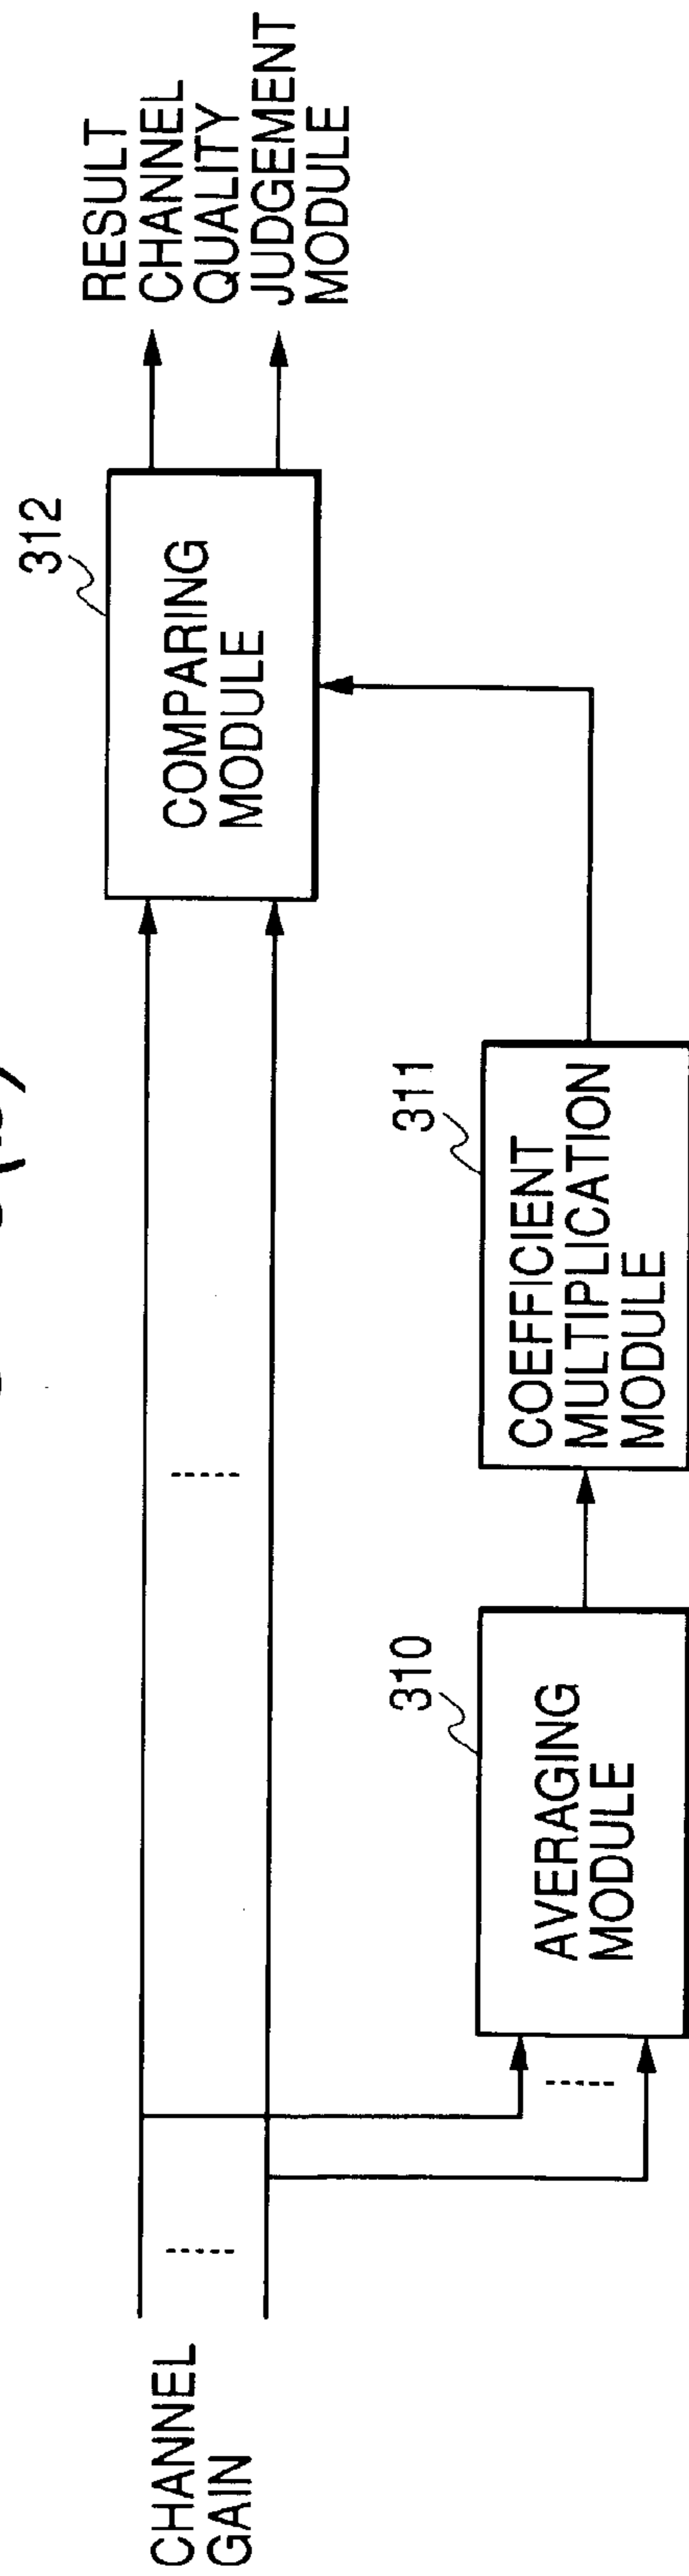 CHANNEL
GAIN
310
AVERAGING
MODULE
311
COEFFICIENT
MULTIPLICATION
MODULE
312
COMPARING
MODULE
RESULT
CHANNEL
QUALITY
JUDGEMENT
MODULE